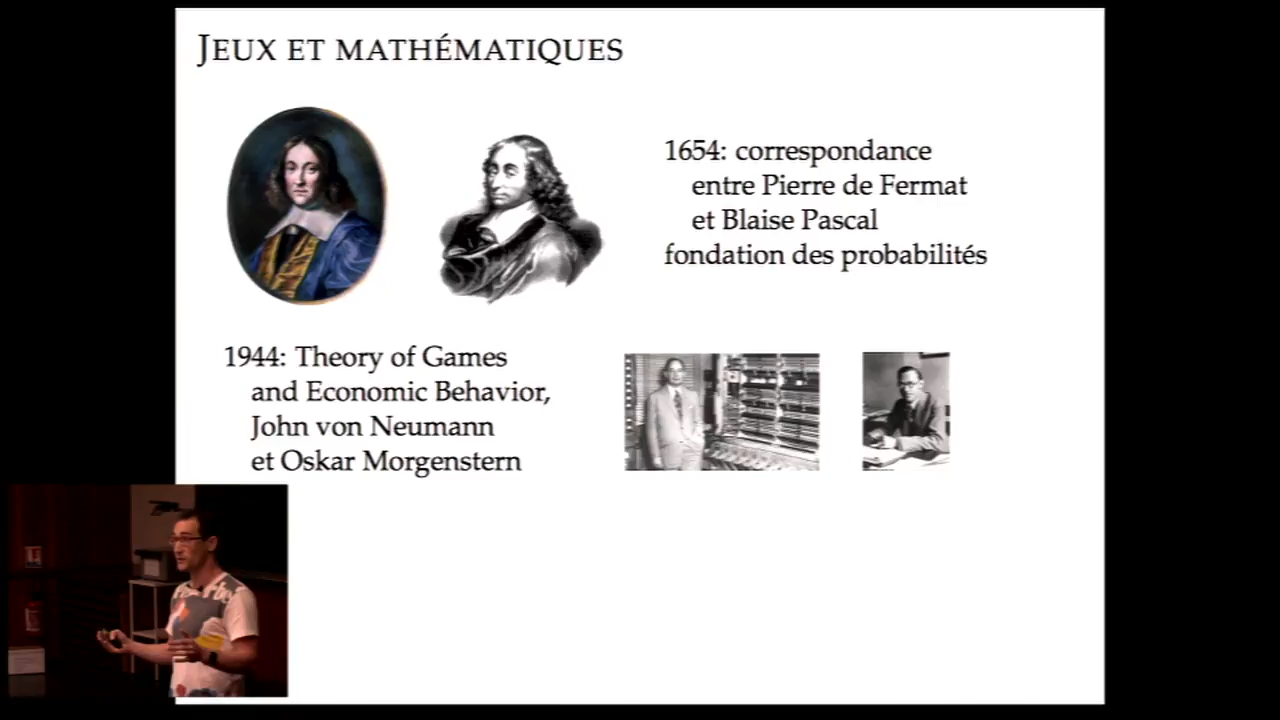 JEUX ET MATHÉMATIQUES
1654: correspondance
entre Pierre de Fermat
et Blaise Pascal
fondation des probabilités
1944: Theory of Games
and Economic Behavior,
John von Neumann
et Oskar Morgenstern